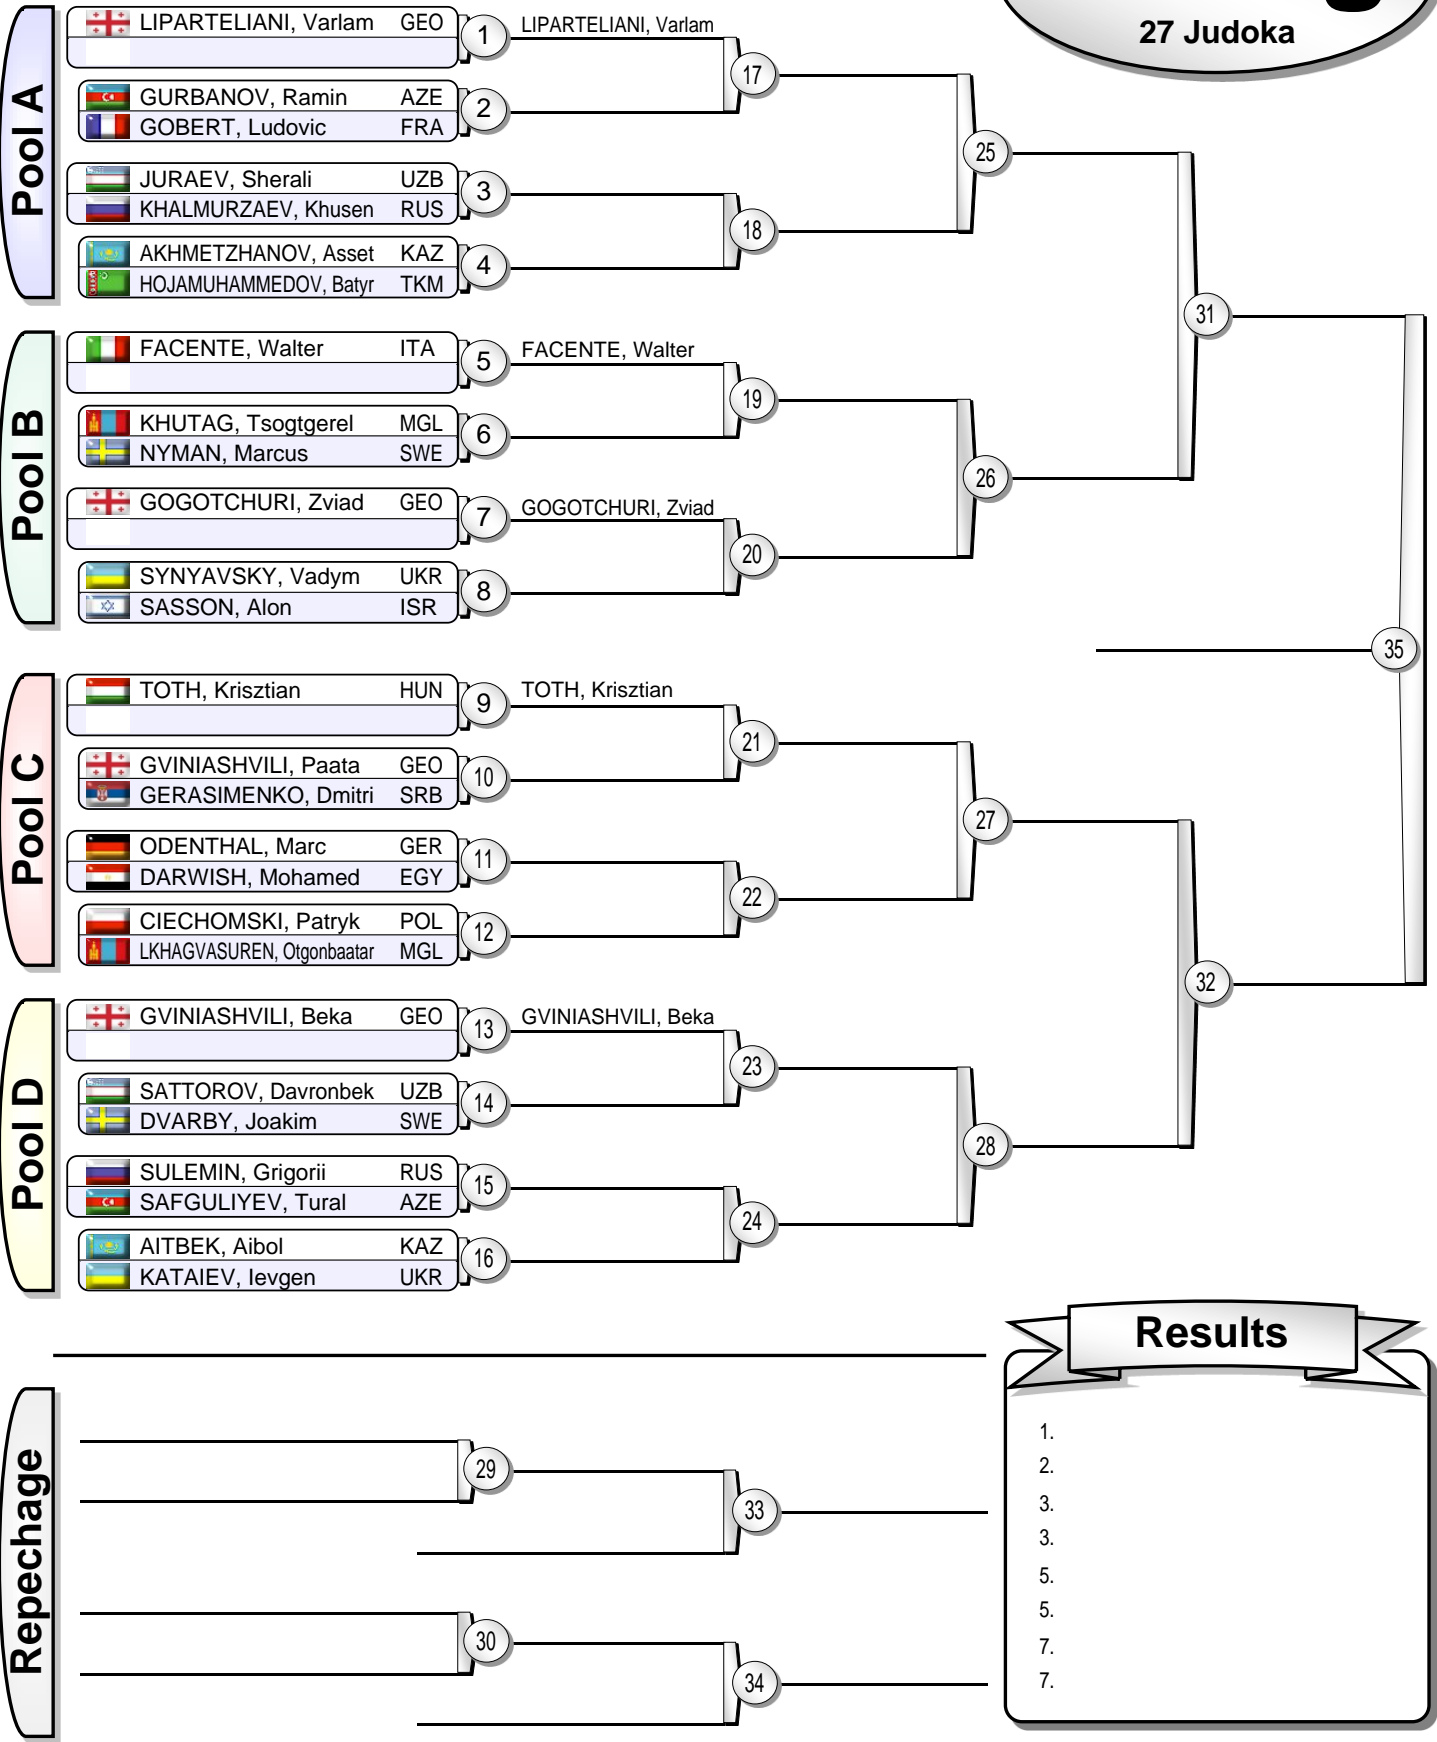 27 Judoka
Pool A
LIPARTELIANI, Varlam GEO
1
LIPARTELIANI, Varlam
17
GURBANOV, Ramin AZE
GOBERT, Ludovic FRA
2
25
JURAEV, Sherali UZB
KHALMURZAEV, Khusen RUS
3
18
AKHMETZHANOV, Asset KAZ
HOJAMUHAMMEDOV, Batyr TKM
4
31
Pool B
FACENTE, Walter ITA
5
FACENTE, Walter
19
KHUTAG, Tsogtgerel MGL
NYMAN, Marcus SWE
6
26
GOGOTCHURI, Zviad GEO
7
GOGOTCHURI, Zviad
20
SYNYAVSKY, Vadym UKR
SASSON, Alon ISR
8
35
Pool C
TOTH, Krisztian HUN
9
TOTH, Krisztian
21
GVINIASHVILI, Paata GEO
GERASIMENKO, Dmitri SRB
10
27
ODENTHAL, Marc GER
DARWISH, Mohamed EGY
11
22
CIECHOMSKI, Patryk POL
LKHAGVASUREN, Otgonbaatar MGL
12
32
Pool D
GVINIASHVILI, Beka GEO
13
GVINIASHVILI, Beka
23
SATTOROV, Davronbek UZB
DVARBY, Joakim SWE
14
28
SULEMIN, Grigorii RUS
SAFGULIYEV, Tural AZE
15
24
AITBEK, Aibol KAZ
KATAIEV, Ievgen UKR
16
Repechage
29
33
30
34
Results
1.
2.
3.
3.
5.
5.
7.
7.